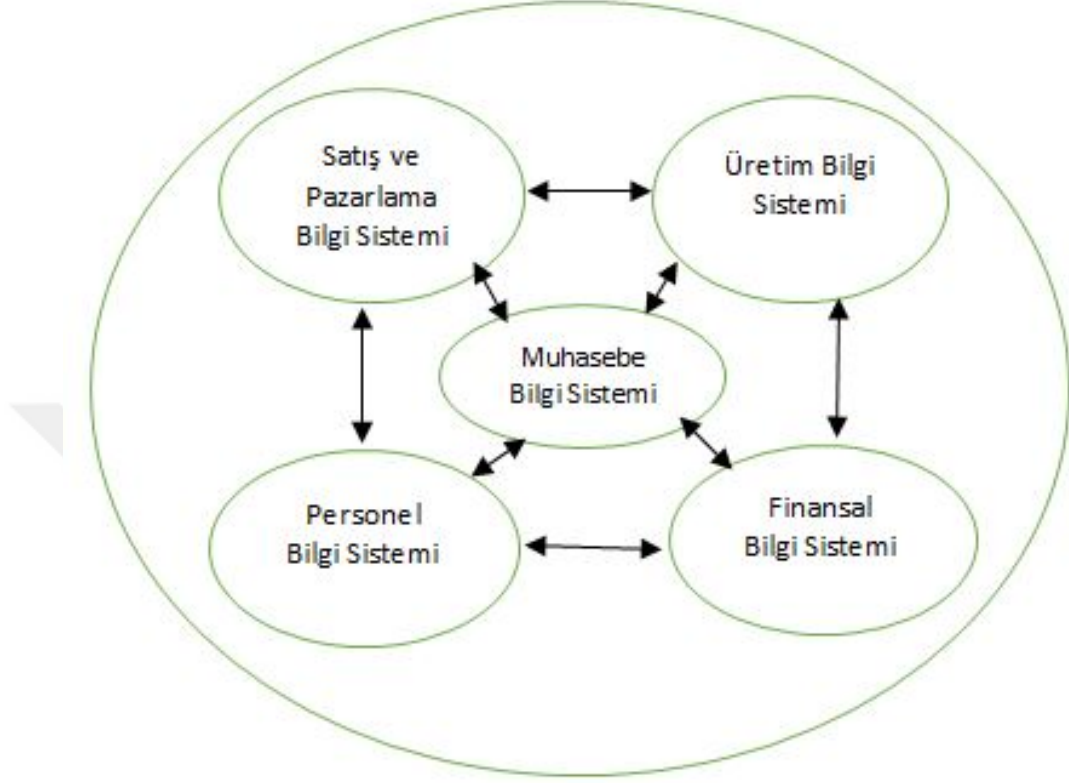 Satış ve
Pazarlama
Bilgi Sistemi
Üretim Bilgi
Sistemi
Muhasebe
Bilgi Sistemi
Personel
Bilgi Sistemi
Finansal
Bilgi Sistemi